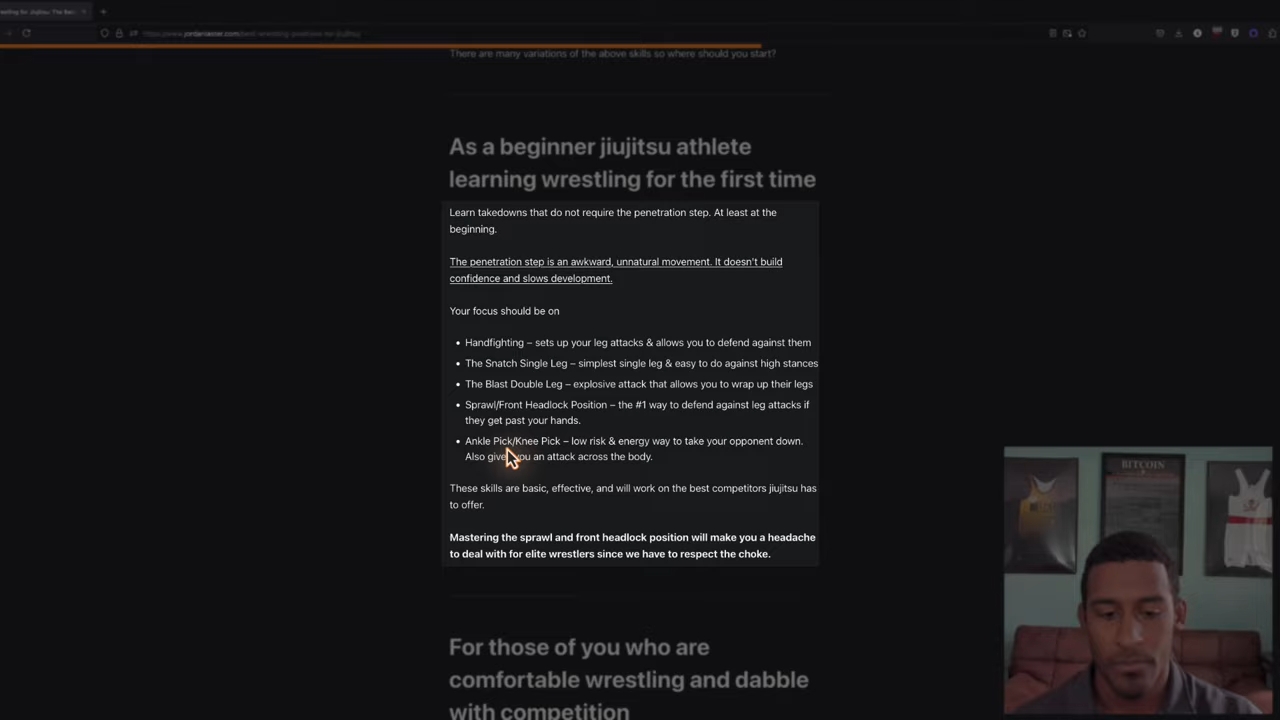 There are many variations of the above skills so where should you start?
As a beginner jiujitsu athlete
learning wrestling for the first time
Learn takedowns that do not require the penetration step. At least at the
beginning.
The penetration step is an awkward, unnatural movement. It doesn't build
confidence and slows development.
Your focus should be on
Handfighting – sets up your leg attacks & allows you to defend against them
The Snatch Single Leg – simplest single leg & easy to do against high stances
The Blast Double Leg – explosive attack that allows you to wrap up their legs
Sprawl/Front Headlock Position – the #1 way to defend against leg attacks if
they get past your hands.
Ankle Pick/Knee Pick – low risk & energy way to take your opponent down.
Also gives you an attack across the body.
These skills are basic, effective, and will work on the best competitors jiujitsu has
to offer.
Mastering the sprawl and front headlock position will make you a headache
to deal with for elite wrestlers since we have to respect the choke.
For those of you who are
comfortable wrestling and dabble
with competition
BITCOIN